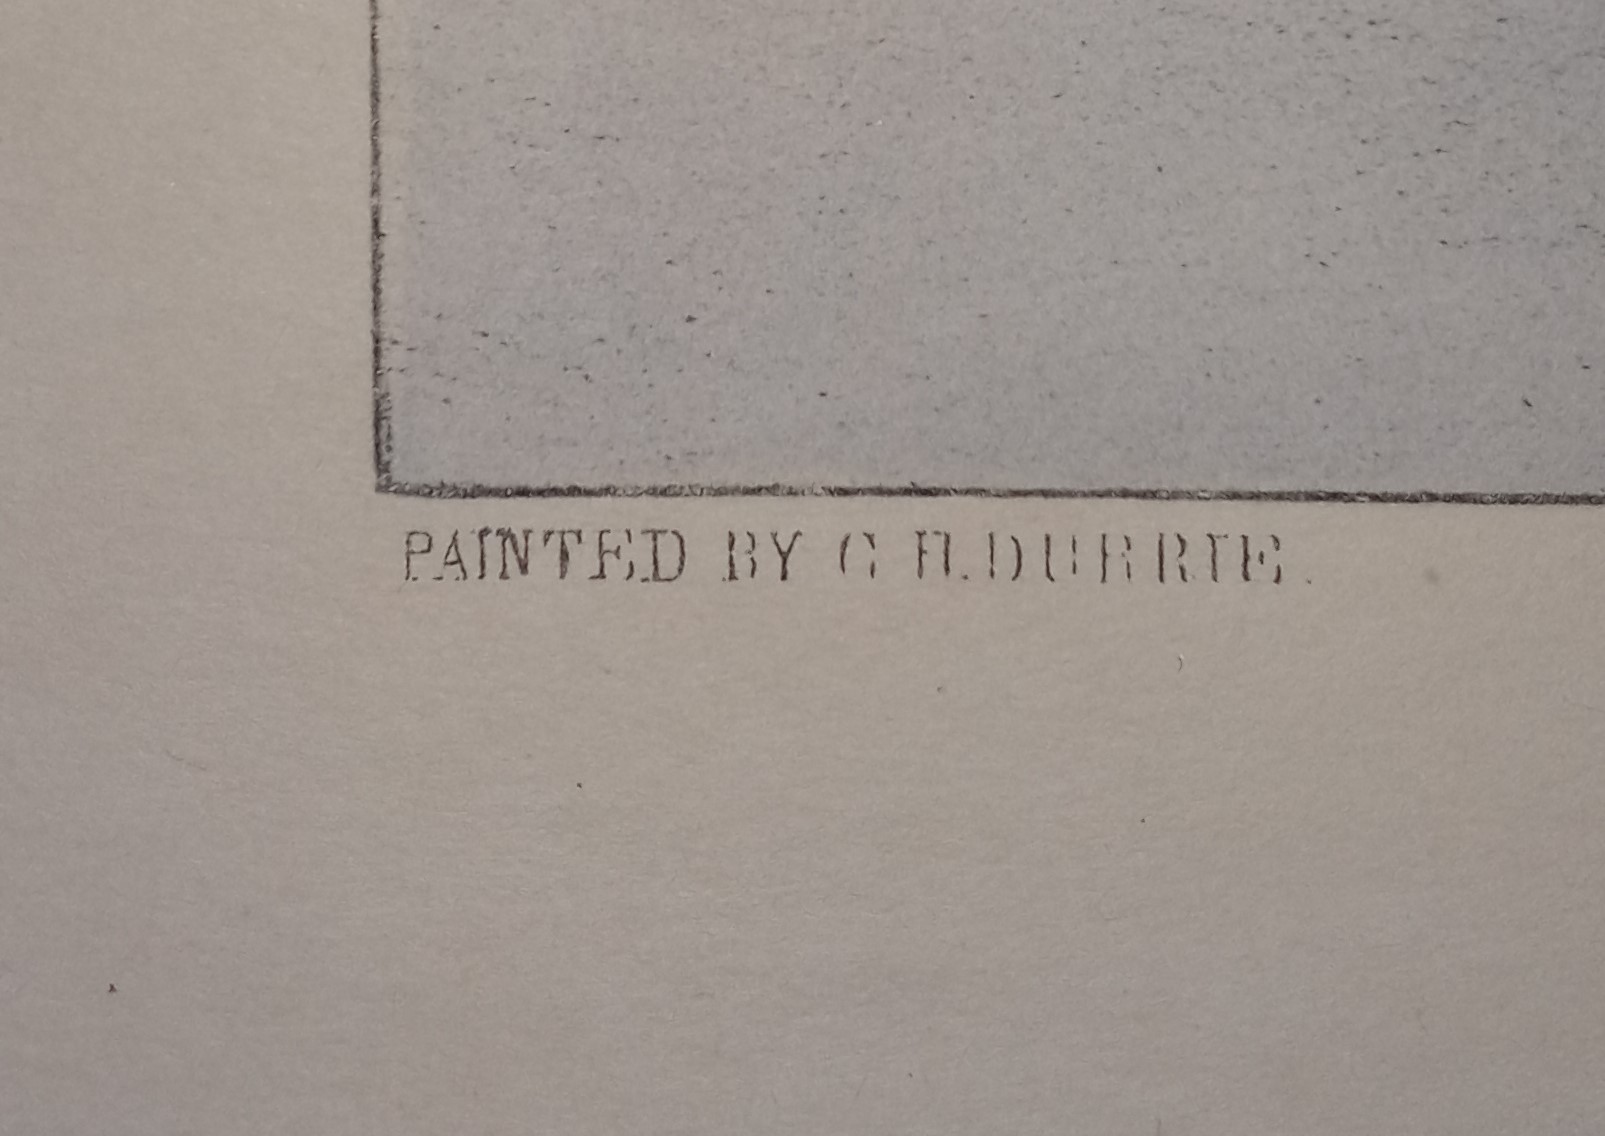 PAINTED BY G H. DURRIE.